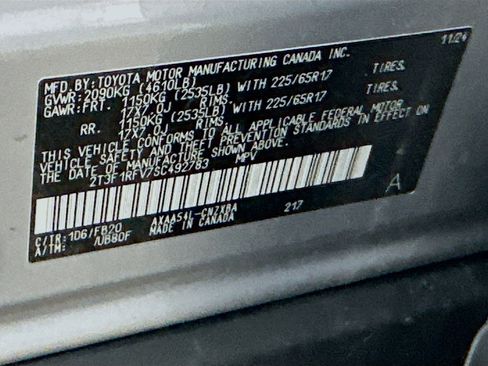 MFD.BY:TOYOTA MOTOR MANUFACTURING CANADA INC. 11/24
GVWR:2090KG (4610LB)
GAWR:FRT. 1150KG (2535LB) WITH 225/65R17 TIRES,
17X7.0J RIMS,
RR. 1150KG (2535LB) WITH 225/65R17 TIRES,
17X7.0J RIMS,
THIS VEHICLE CONFORMS TO ALL APPLICABLE FEDERAL MOTOR
VEHICLE SAFETY AND THEFT PREVENTION STANDARDS IN EFFECT ON
THE DATE OF MANUFACTURE SHOWN ABOVE.
2T3F1RFV7SC492783 MPV
A
C/TR:1D6/FB20 AXAA54L-CNZXBA 217
A/TM: /UB80F MADE IN CANADA